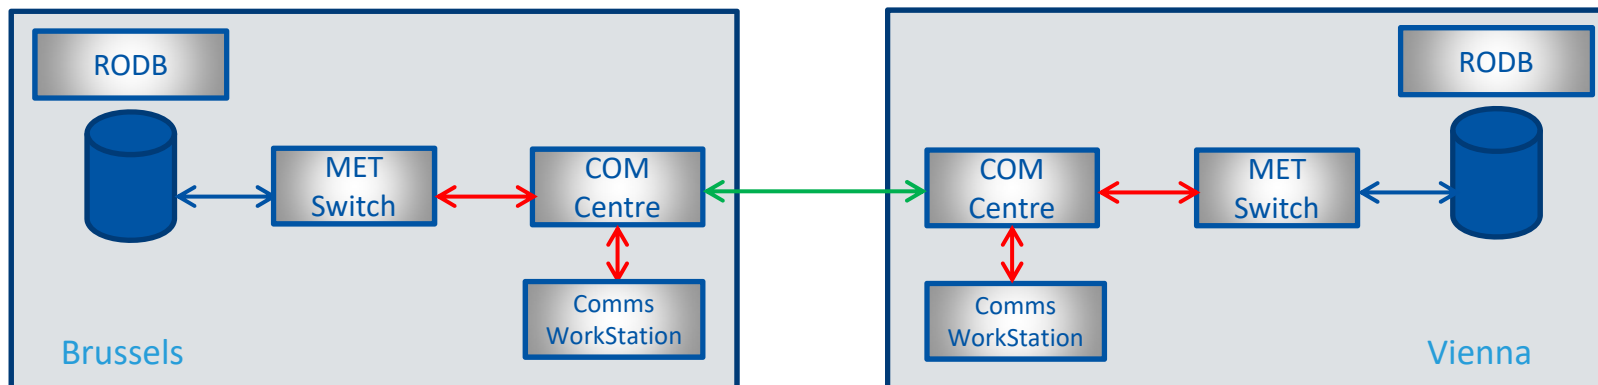 RODB
MET
Switch
COM
Centre
Comms
WorkStation
Brussels
RODB
COM
Centre
MET
Switch
Comms
WorkStation
Vienna